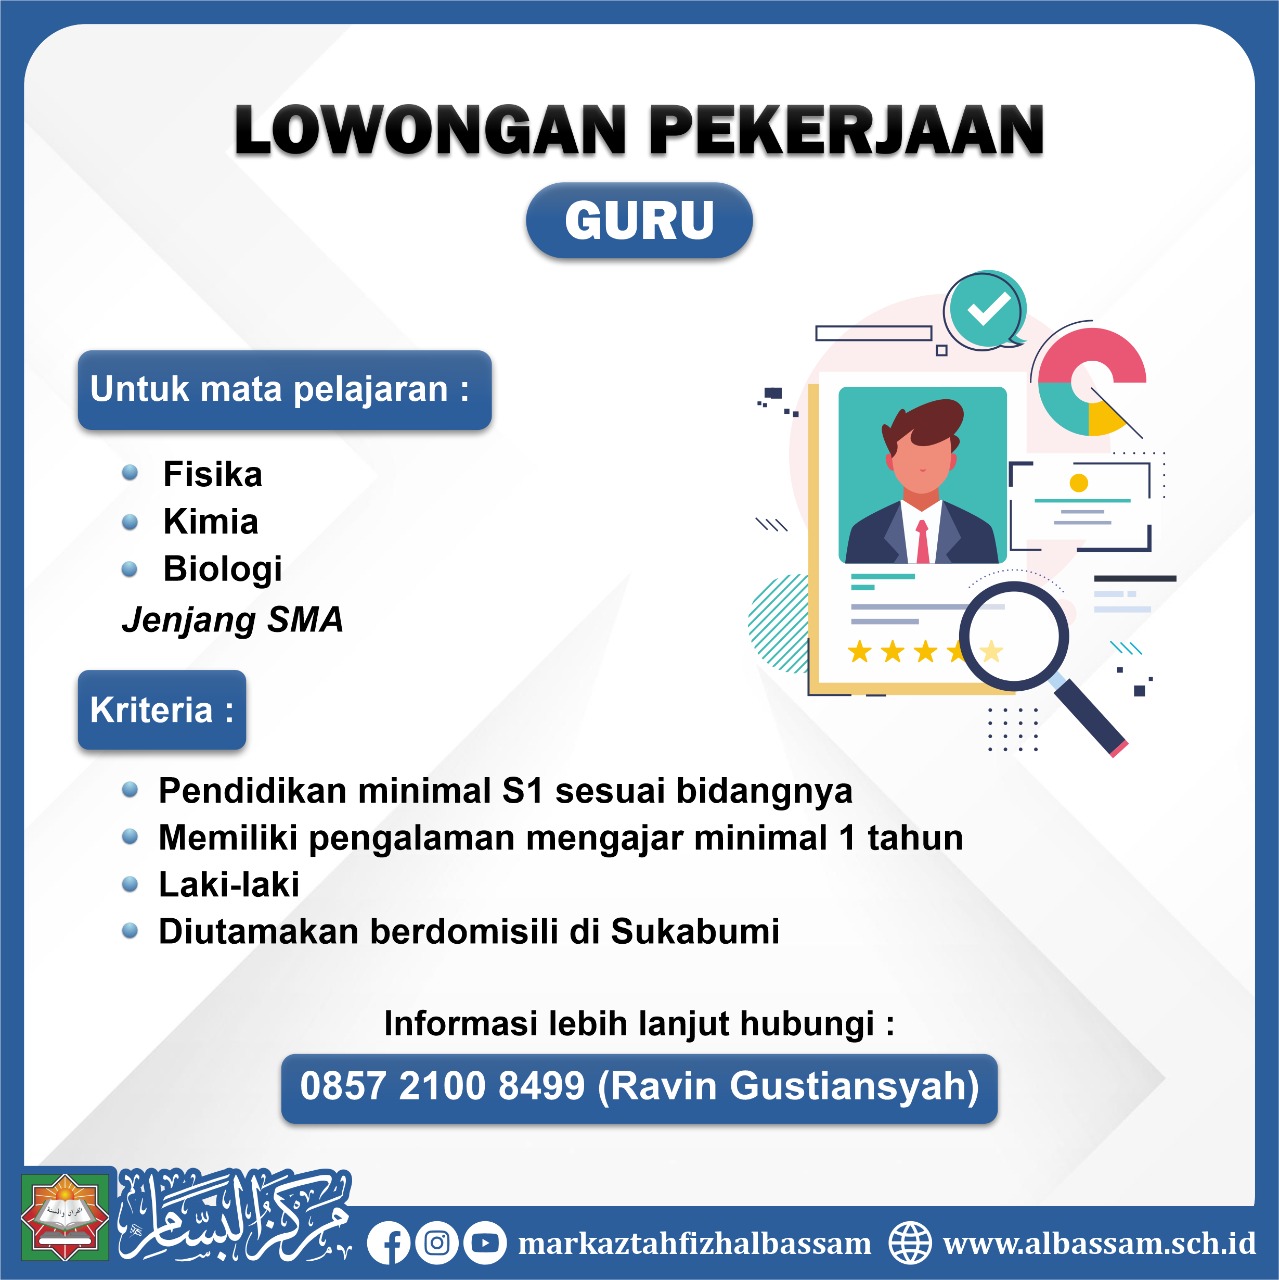 LOWONGAN PEKERJAAN
GURU
Untuk mata pelajaran :
Fisika
Kimia
Biologi
Jenjang SMA
Kriteria :
Pendidikan minimal S1 sesuai bidangnya
Memiliki pengalaman mengajar minimal 1 tahun
Laki-laki
Diutamakan berdomisili di Sukabumi
Informasi lebih lanjut hubungi :
0857 2100 8499 (Ravin Gustiansyah)
مركز البسام
markaztahfizhalbassam
www.albassam.sch.id